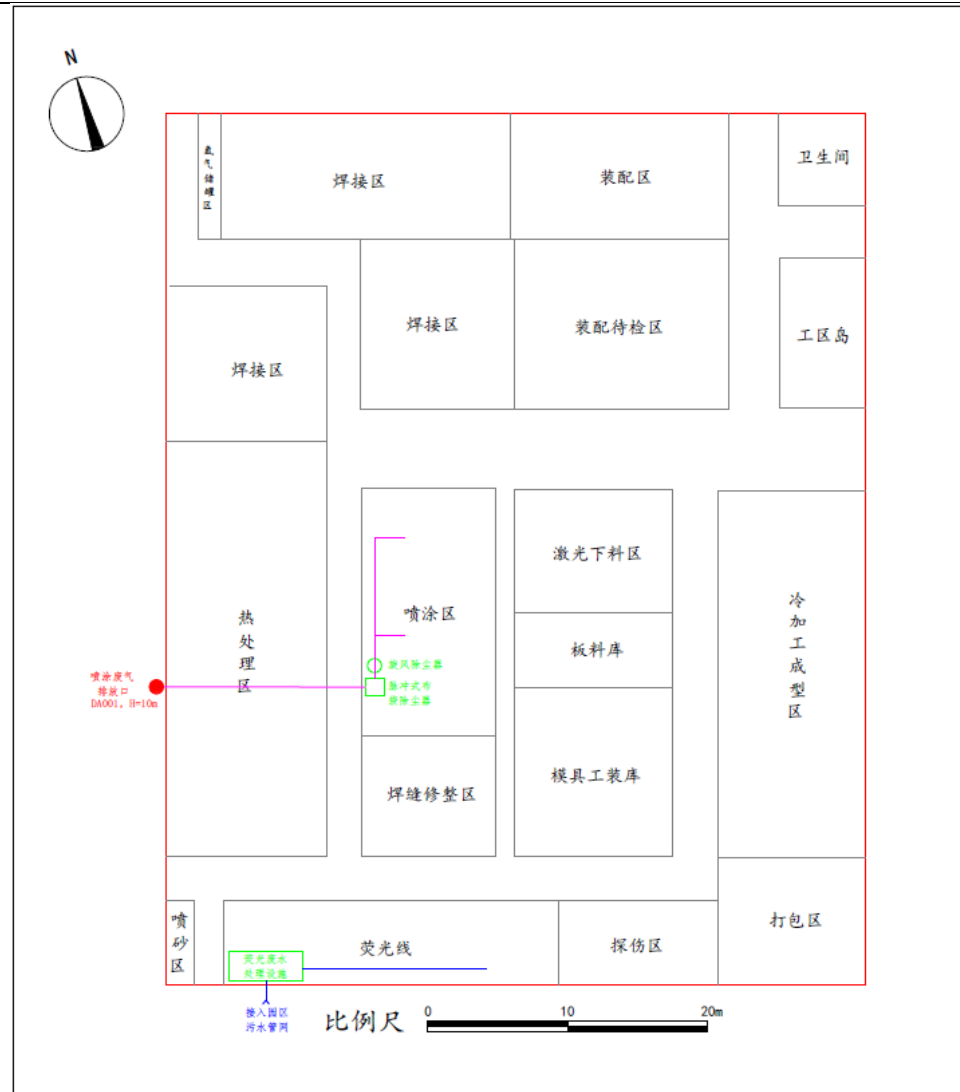 N
氩气储罐区
焊接区
装配区
卫生间
焊接区
装配待检区
工区岛
焊接区
激光下料区
喷涂区
板料库
热处理区
冷加工成型区
旋风除尘器
脉冲式布
袋除尘器
喷涂废气
排放口
DA001，H=10m
模具工装库
焊缝修整区
喷砂区
荧光线
探伤区
打包区
荧光废水
处理设施
接入园区
污水管网
比例尺
0 10 20m